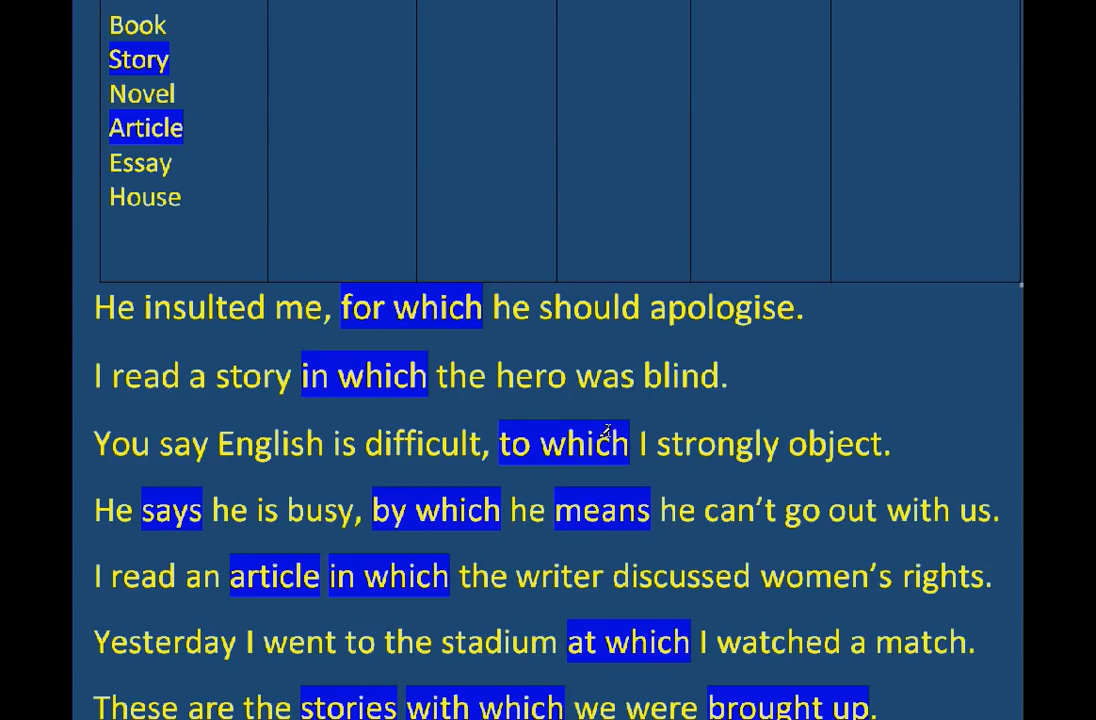 Book
Story
Novel
Article
Essay
House
He insulted me, for which he should apologise.
I read a story in which the hero was blind.
You say English is difficult, to which I strongly object.
He says he is busy, by which he means he can't go out with us.
I read an article in which the writer discussed women's rights.
Yesterday I went to the stadium at which I watched a match.
These are the stories with which we were brought up.